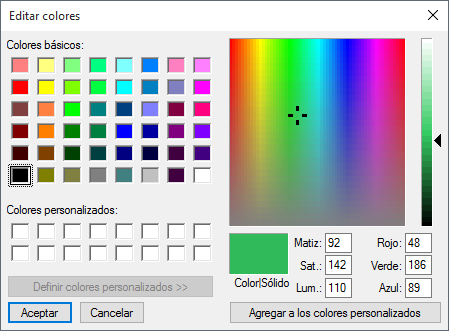 Editar colores
Colores básicos:
Colores personalizados:
Definir colores personalizados >>
Aceptar Cancelar
Color|Sólido
Matiz: 92 Rojo: 48
Sat.: 142 Verde: 186
Lum.: 110 Azul: 89
Agregar a los colores personalizados